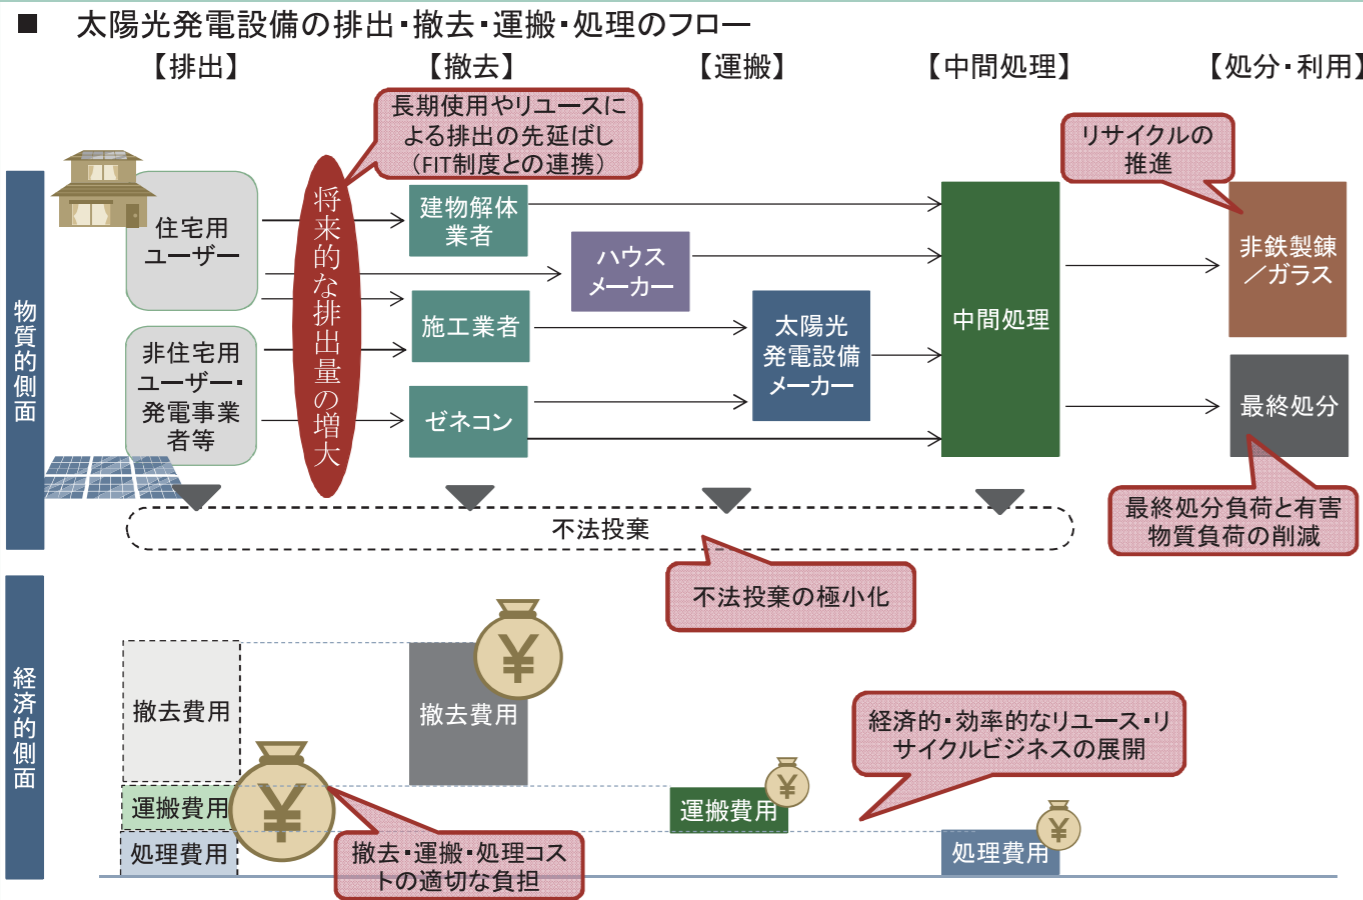 ■ 太陽光発電設備の排出・撤去・運搬・処理のフロー
【排出】
【撤去】
【運搬】
【中間処理】
【処分・利用】
長期使用やリユースに
よる排出の先延ばし
（FIT制度との連携）
リサイクルの
推進
物質的側面
住宅用
ユーザー
非住宅用
ユーザー・
発電事業
者等
将来的な排出量の増大
建物解体
業者
施工業者
ゼネコン
ハウス
メーカー
太陽光
発電設備
メーカー
中間処理
非鉄製錬
／ガラス
最終処分
最終処分負荷と有害
物質負荷の削減
不法投棄
不法投棄の極小化
経済的側面
撤去費用
運搬費用
処理費用
¥
撤去・運搬・処理コス
トの適切な負担
撤去費用
¥
運搬費用
¥
経済的・効率的なリユース・リ
サイクルビジネスの展開
処理費用
¥